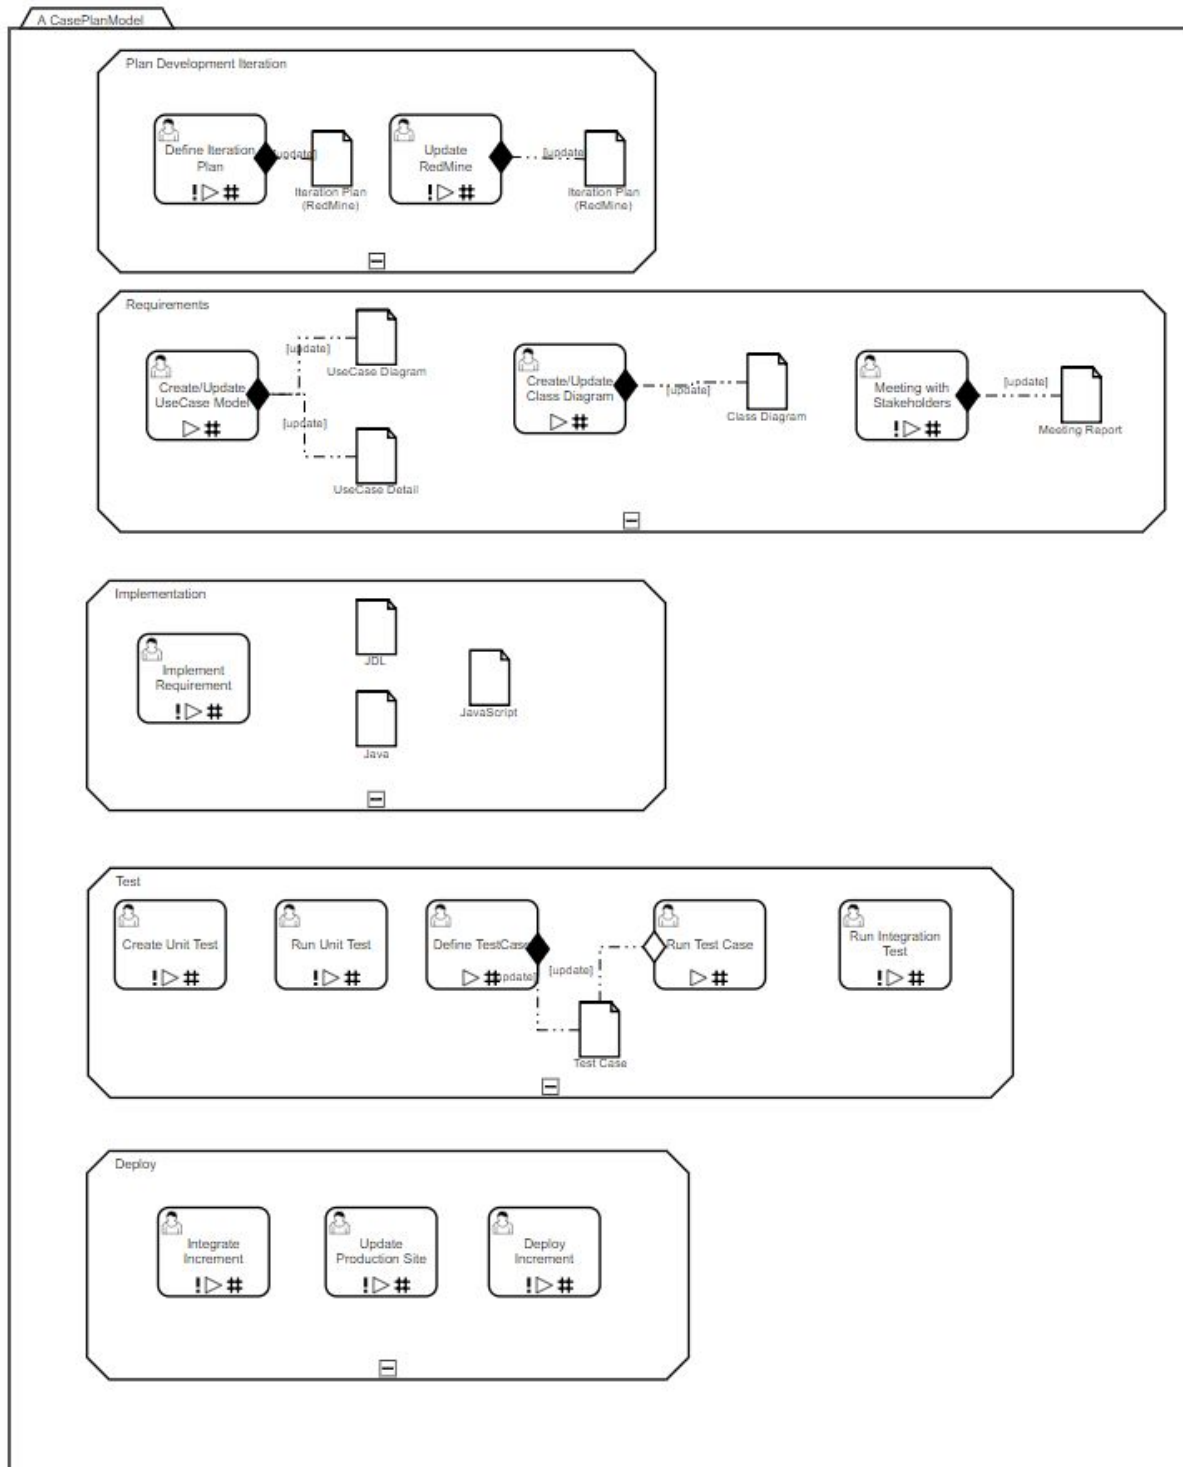 A CasePlanModel
Plan Development Iteration
Define Iteration
Plan
[update]
Iteration Plan
(RedMine)
Update
RedMine
[update]
Iteration Plan
(RedMine)
Requirements
Create/Update
UseCase Model
[update]
UseCase Diagram
[update]
UseCase Detail
Create/Update
Class Diagram
[update]
Class Diagram
Meeting with
Stakeholders
[update]
Meeting Report
Implementation
Implement
Requirement
JDL
Java
JavaScript
Test
Create Unit Test
Run Unit Test
Define TestCase
[update]
[update]
Test Case
Run Test Case
Run Integration
Test
Deploy
Integrate
Increment
Update
Production Site
Deploy
Increment